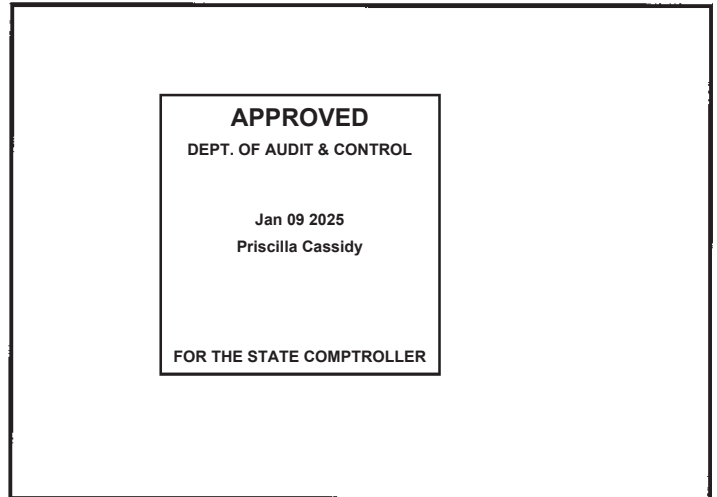 APPROVED
DEPT. OF AUDIT & CONTROL
Jan 09 2025
Priscilla Cassidy
FOR THE STATE COMPTROLLER